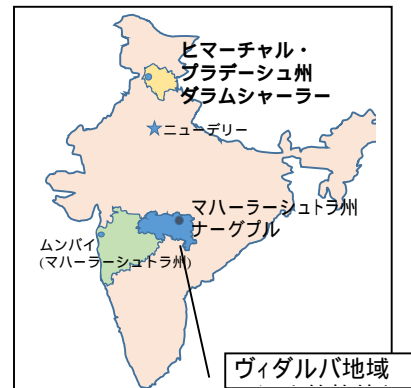 ヒマーチャル・
プラデーシュ州
ダラムシャーラー
ニューデリー
マハーラーシュトラ州
ナーグプル
ムンバイ
(マハーラーシュトラ州)
ヴィダルバ地域